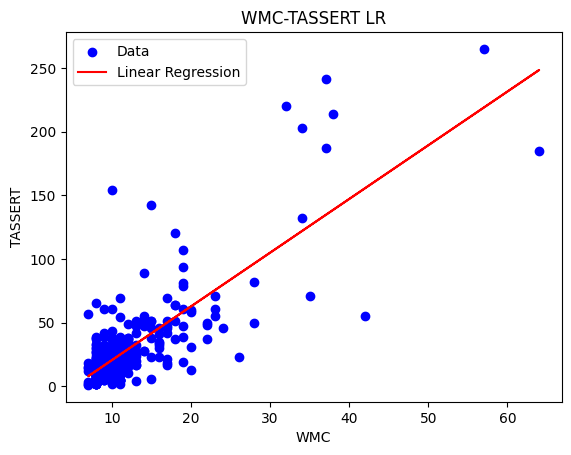 WMC-TASSERT LR
Data
Linear Regression
TASSERT
250
200
150
100
50
0
10 20 30 40 50 60
WMC